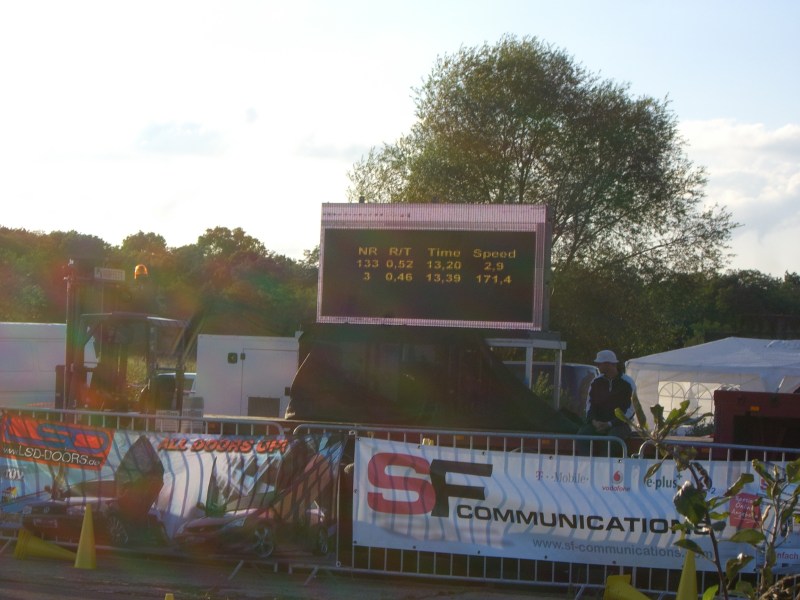 NR R/T Time Speed
133 0,52 13,20 2,9
3 0,46 13,39 171,4
LSD
www.LSD-DOORS.de
ALL DOORS UP!
SF COMMUNICATIONS
T··Mobile·
vodafone
e-plus
www.sf-communications.com